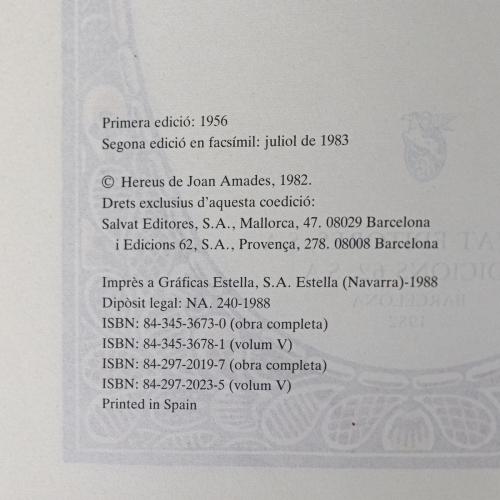 Primera edició: 1956
Segona edició en facsímil: juliol de 1983
© Hereus de Joan Amades, 1982.
Drets exclusius d'aquesta coedició:
Salvat Editores, S.A., Mallorca, 47. 08029 Barcelona
i Edicions 62, S.A., Provença, 278. 08008 Barcelona
Imprès a Gráficas Estella, S.A. Estella (Navarra)-1988
Dipòsit legal: NA. 240-1988
ISBN: 84-345-3673-0 (obra completa)
ISBN: 84-345-3678-1 (volum V)
ISBN: 84-297-2019-7 (obra completa)
ISBN: 84-297-2023-5 (volum V)
Printed in Spain